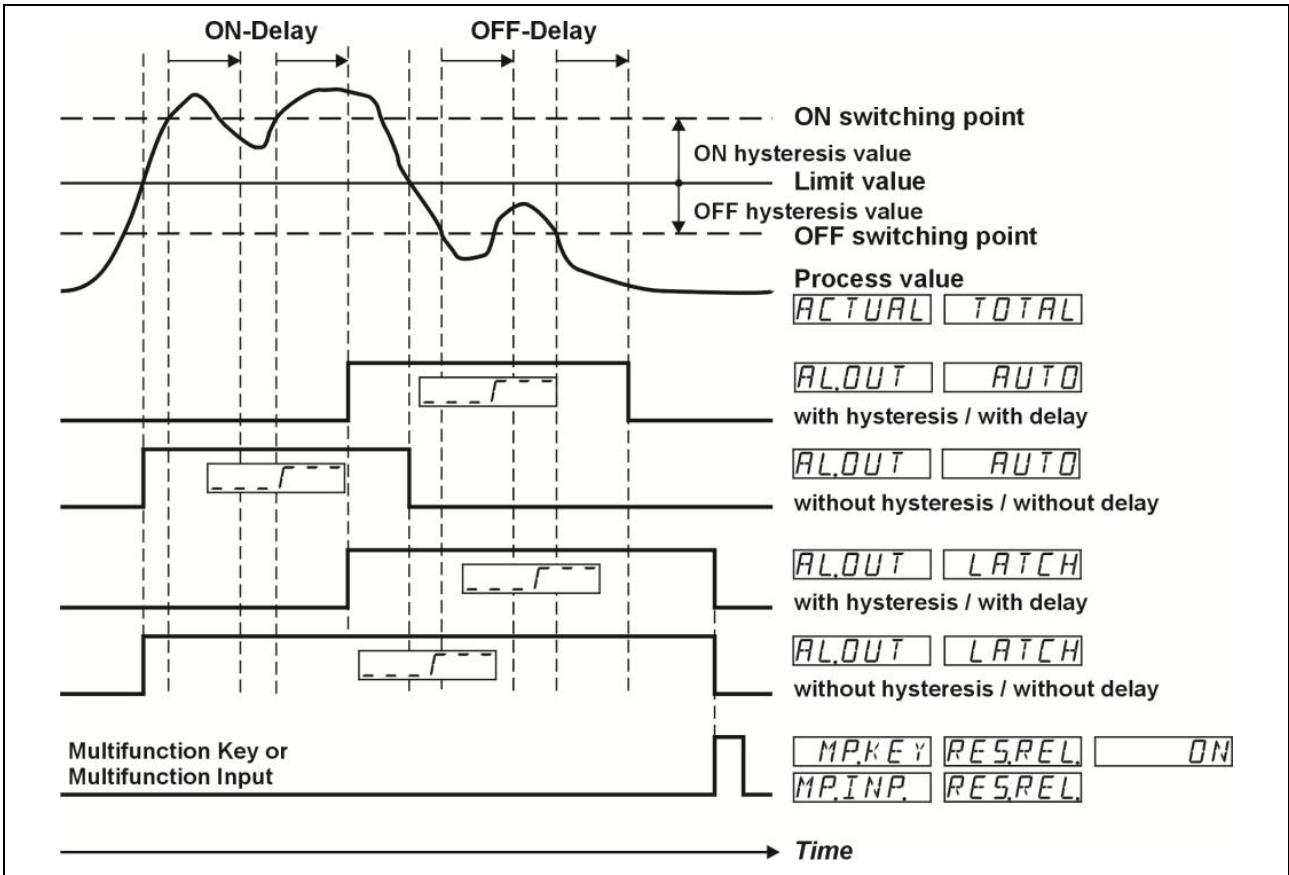 ON-Delay OFF-Delay
ON switching point
ON hysteresis value
Limit value
OFF hysteresis value
OFF switching point
Process value
ACTUAL TOTAL
AL.OUT AUTO
with hysteresis / with delay
AL.OUT AUTO
without hysteresis / without delay
AL.OUT LATCH
with hysteresis / with delay
AL.OUT LATCH
without hysteresis / without delay
Multifunction Key or
Multifunction Input
MP.KEY RES.REL. ON
MP.INP. RES.REL.
Time